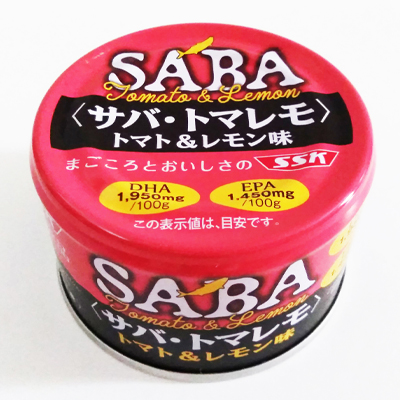 SABA
Tomato & Lemon
〈サバ・トマレモ〉
トマト&レモン味
まごころとおいしさの SSK
DHA
1,950mg
/100g
EPA
1,450mg
/100g
この表示値は、目安です。
SABA
Tomato & Lemon
〈サバ・トマレモ〉
トマト&レモン味